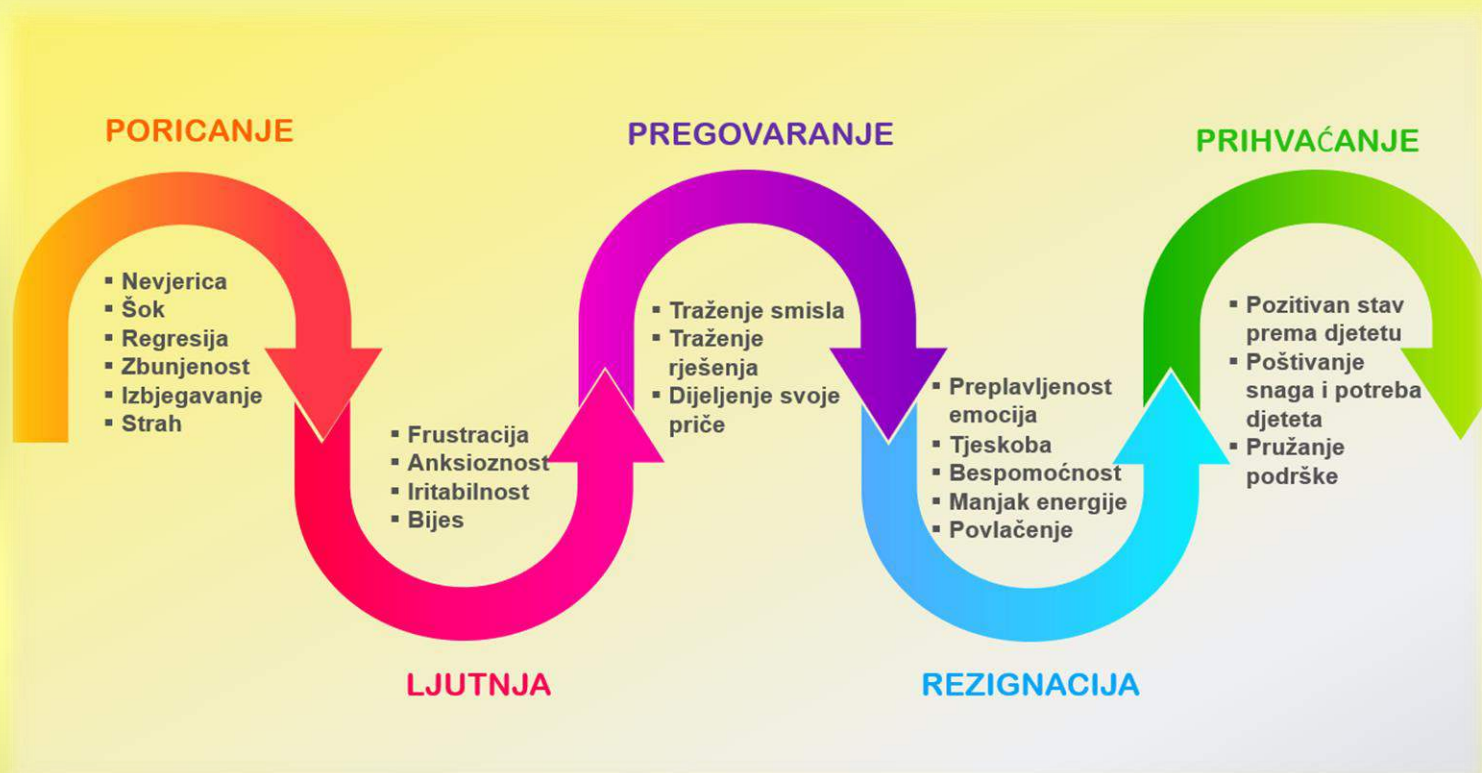 PORICANJE
▪ Nevjerica
▪ Šok
▪ Regresija
▪ Zbunjenost
▪ Izbjegavanje
▪ Strah
LJUTNJA
▪ Frustracija
▪ Anksioznost
▪ Iritabilnost
▪ Bijes
PREGOVARANJE
▪ Traženje smisla
▪ Traženje
rješenja
▪ Dijeljenje svoje
priče
REZIGNACIJA
▪ Preplavljenost
emocija
▪ Tjeskoba
▪ Bespomoćnost
▪ Manjak energije
▪ Povlačenje
PRIHVAĆANJE
▪ Pozitivan stav
prema djetetu
▪ Poštivanje
snaga i potreba
djeteta
▪ Pružanje
podrške